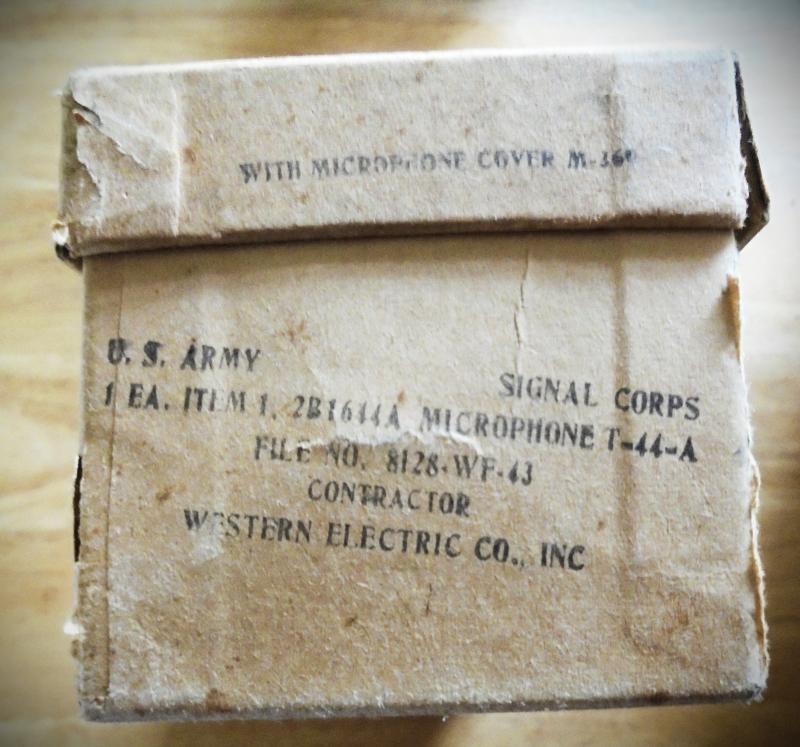 WITH MICROPHONE COVER M-369
U. S. ARMY SIGNAL CORPS
1 EA. ITEM 1, 2B1644A MICROPHONE T-44-A
FILE NO. 8128-WF-43
CONTRACTOR
WESTERN ELECTRIC CO., INC